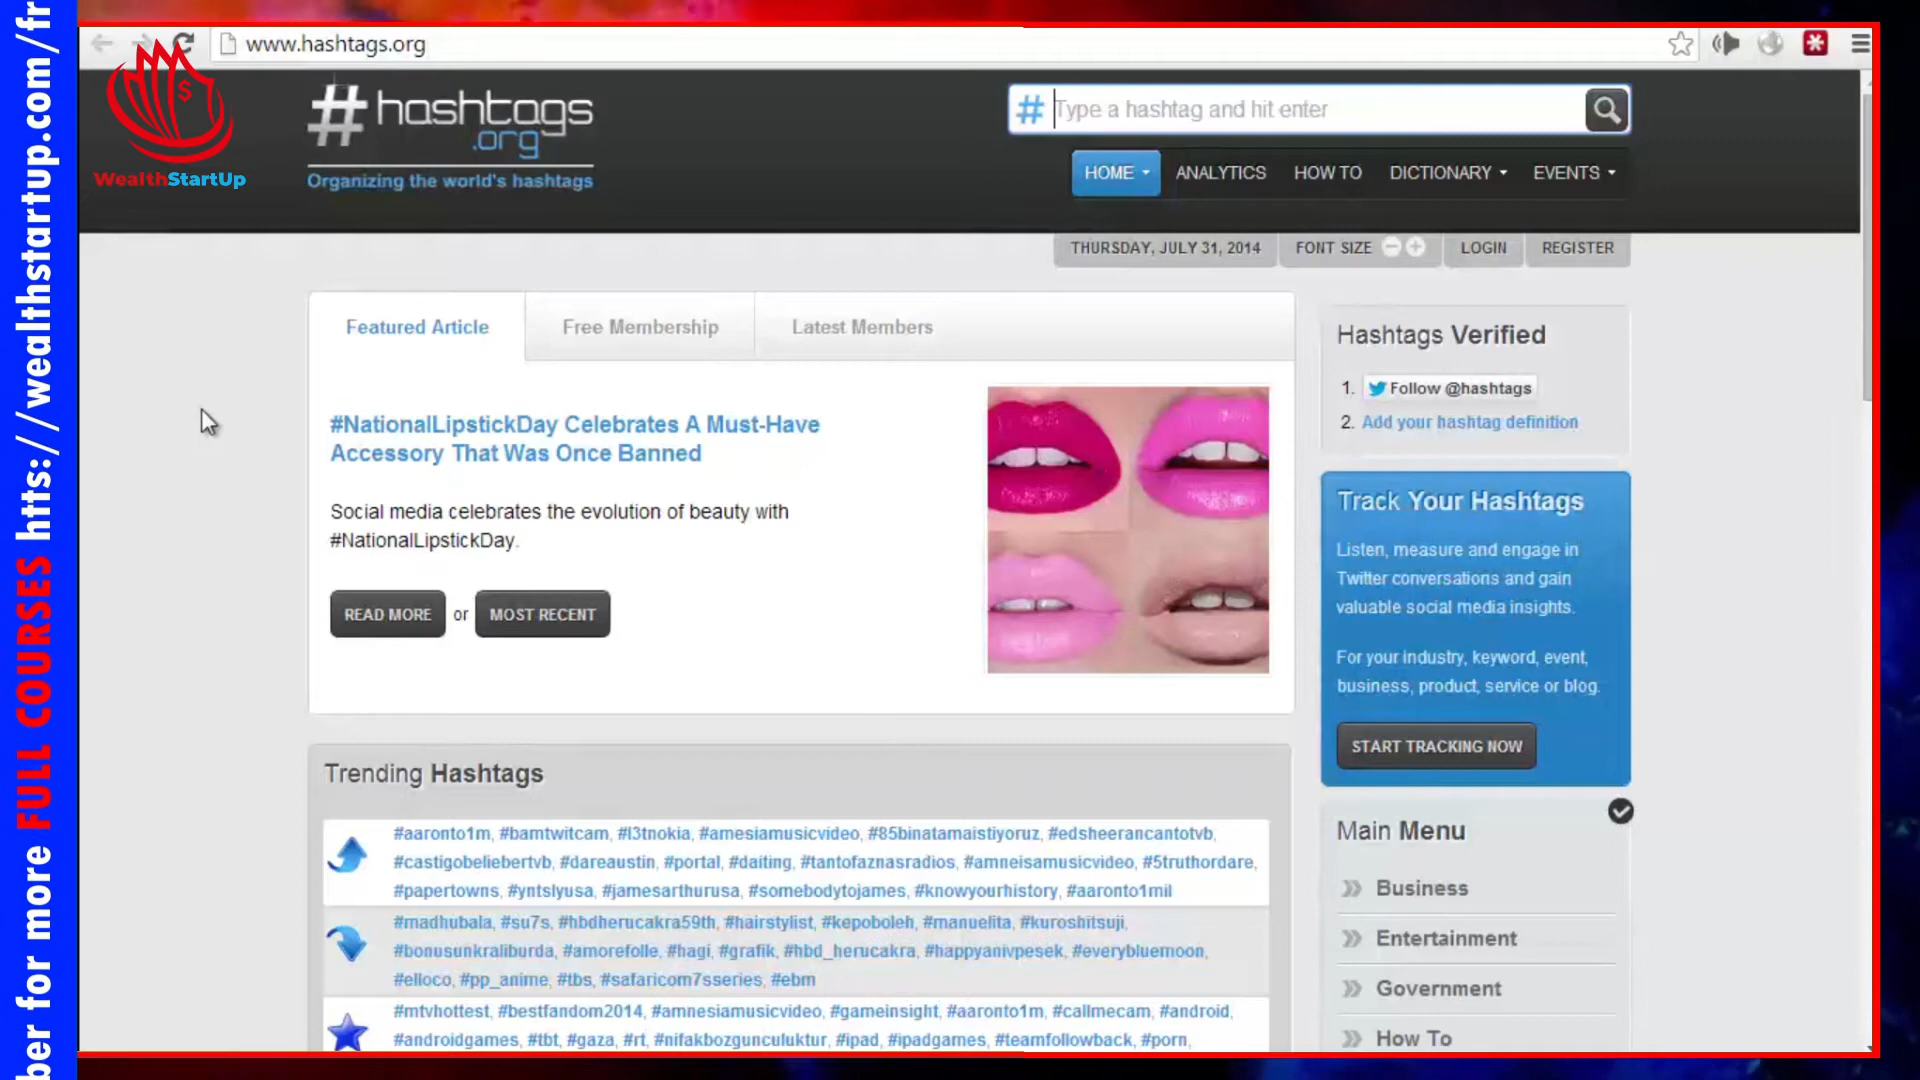 ber for more FULL COURSES htts://wealthstartup.com/fr
www.hashtags.org
$
WealthStartUp
#hashtags
.org
Organizing the world's hashtags
# Type a hashtag and hit enter
HOME ANALYTICS HOW TO DICTIONARY EVENTS
THURSDAY, JULY 31, 2014 FONT SIZE LOGIN REGISTER
Featured Article Free Membership Latest Members
#NationalLipstickDay Celebrates A Must-Have
Accessory That Was Once Banned
Social media celebrates the evolution of beauty with
#NationalLipstickDay.
READ MORE or MOST RECENT
Hashtags Verified
1. Follow @hashtags
2. Add your hashtag definition
Track Your Hashtags
Listen, measure and engage in
Twitter conversations and gain
valuable social media insights.
For your industry, keyword, event,
business, product, service or blog.
START TRACKING NOW
Trending Hashtags
#aaronto1m, #bamtwitcam, #l3tnokia, #amesiamusicvideo, #85binatamaistiyoruz, #edsheerancantotvb,
#castigobeliebertvb, #dareaustin, #portal, #daiting, #tantofaznasradios, #amneisamusicvideo, #5truthordare,
#papertowns, #yntslyusa, #jamesarthurusa, #somebodytojames, #knowyourhistory, #aaronto1mil
#madhubala, #su7s, #hbdherucakra59th, #hairstylist, #kepoboleh, #manuelita, #kuroshitsuji,
#bonusunkraliburda, #amorefolle, #hagi, #grafik, #hbd_herucakra, #happyanivpesek, #everybluemoon,
#elloco, #pp_anime, #tbs, #safaricom7sseries, #ebm
#mtvhottest, #bestfandom2014, #amnesiamusicvideo, #gameinsight, #aaronto1m, #callmecam, #android,
#androidgames, #tbt, #gaza, #rt, #nifakbozgunculuktur, #ipad, #ipadgames, #teamfollowback, #porn,
Main Menu
Business
Entertainment
Government
How To